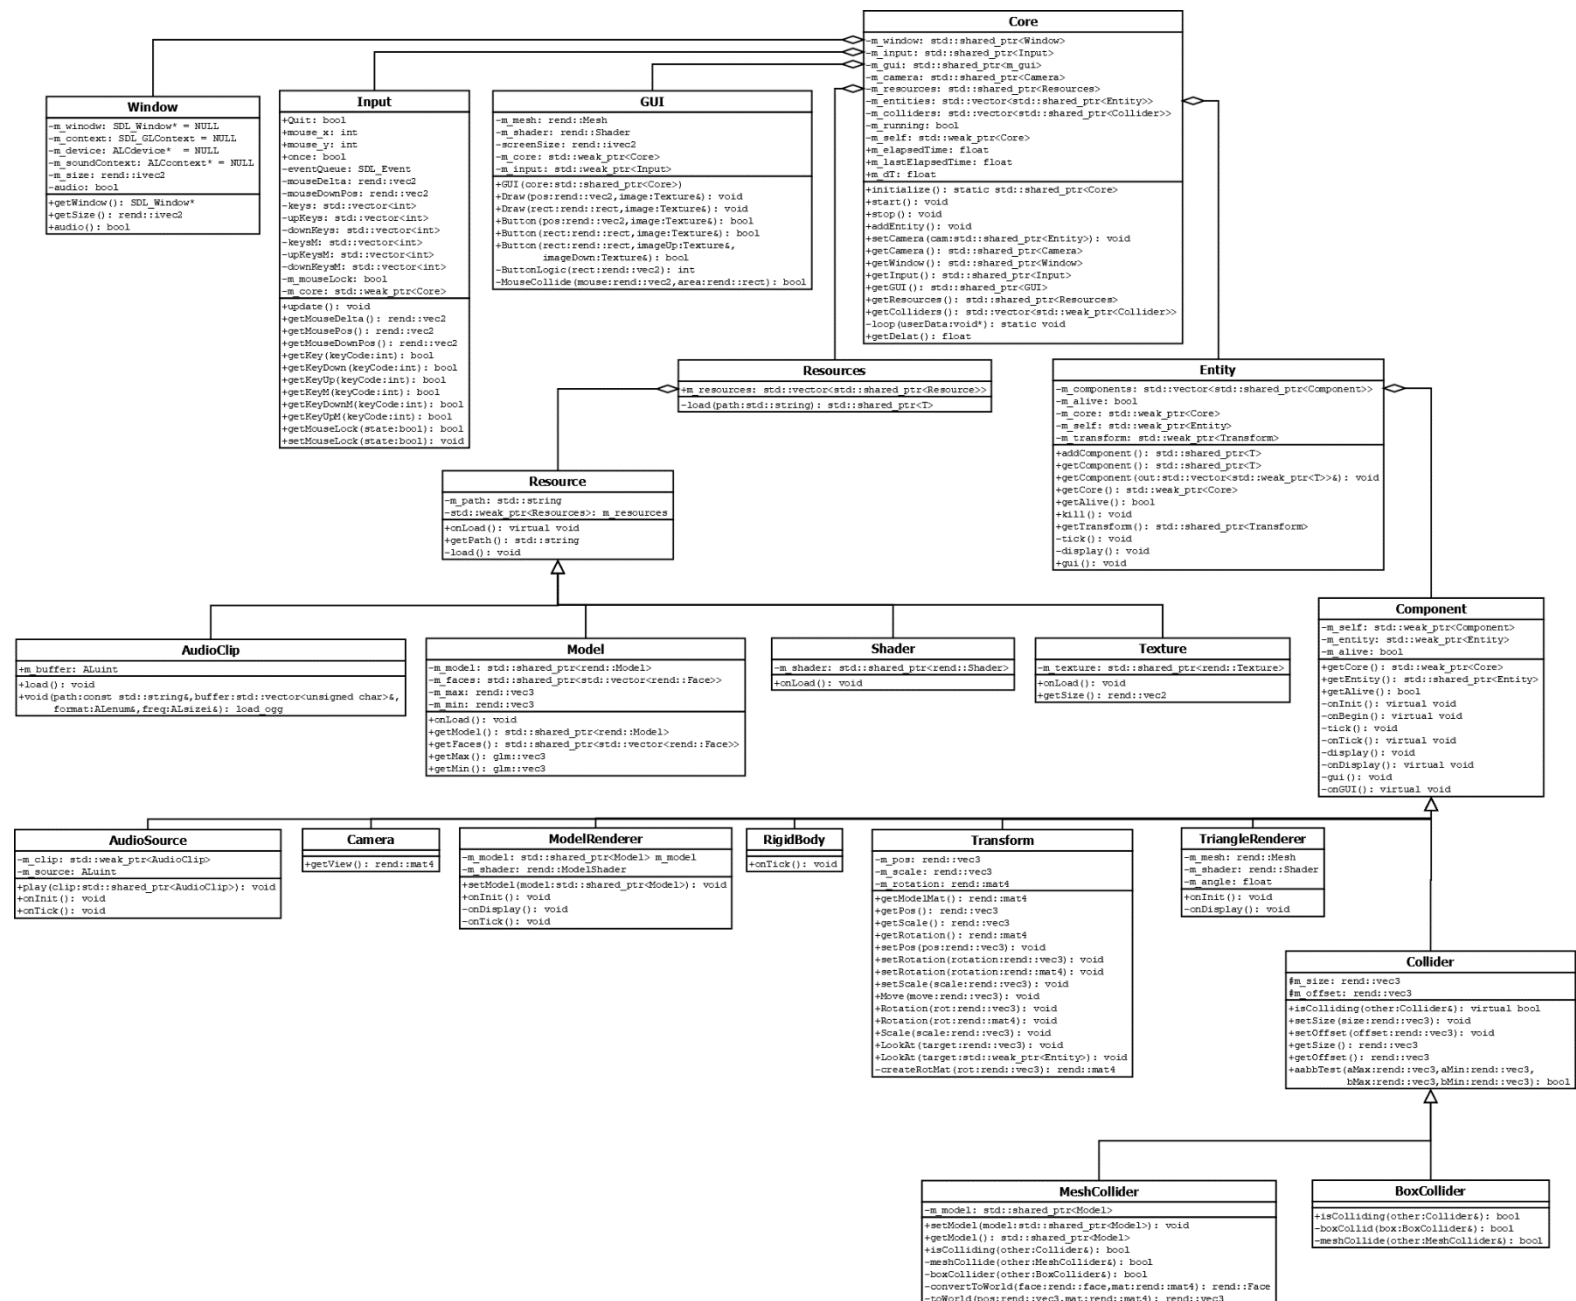 Core
-m_window: std::shared_ptr<Window>
-m_input: std::shared_ptr<Input>
-m_gui: std::shared_ptr<m_gui>
-m_camera: std::shared_ptr<Camera>
-m_resources: std::shared_ptr<Resources>
-m_entities: std::vector<std::shared_ptr<Entity>>
-m_colliders: std::vector<std::shared_ptr<Collider>>
-m_running: bool
-m_self: std::weak_ptr<Core>
+m_elapsedTime: float
+m_lastElapsedTime: float
+m_dT: float
+initialize(): static std::shared_ptr<Core>
+start(): void
+stop(): void
+addEntity(): void
+setCamera(cam:std::shared_ptr<Entity>): void
+getCamera(): std::shared_ptr<Camera>
+getWindow(): std::shared_ptr<Window>
+getInput(): std::shared_ptr<Input>
+getGUI(): std::shared_ptr<GUI>
+getResources(): std::shared_ptr<Resources>
+getColliders(): std::vector<std::weak_ptr<Collider>>
-loop(userData:void*): static void
+getDelat(): float
Window
-m_winodw: SDL_Window* = NULL
-m_context: SDL_GLContext = NULL
-m_device: ALCdevice*  = NULL
-m_soundContext: ALCcontext* = NULL
-m_size: rend::ivec2
-audio: bool
+getWindow(): SDL_Window*
+getSize(): rend::ivec2
+audio(): bool
Input
+Quit: bool
+mouse_x: int
+mouse_y: int
+once: bool
-eventQueue: SDL_Event
-mouseDelta: rend::vec2
-mouseDownPos: rend::vec2
-keys: std::vector<int>
-upKeys: std::vector<int>
-downKeys: std::vector<int>
-keysM: std::vector<int>
-upKeysM: std::vector<int>
-downKeysM: std::vector<int>
-m_mouseLock: bool
-m_core: std::weak_ptr<Core>
+update(): void
+getMouseDelta(): rend::vec2
+getMousePos(): rend::vec2
+getMouseDownPos(): rend::vec2
+getKey(keyCode:int): bool
+getKeyDown(keyCode:int): bool
+getKeyUp(keyCode:int): bool
+getKeyM(keyCode:int): bool
+getKeyDownM(keyCode:int): bool
+getKeyUpM(keyCode:int): bool
+getMouseLock(state:bool): bool
+setMouseLock(state:bool): void
GUI
-m_mesh: rend::Mesh
-m_shader: rend::Shader
-screenSize: rend::ivec2
-m_core: std::weak_ptr<Core>
-m_input: std::weak_ptr<Input>
+GUI(core:std::shared_ptr<Core>)
+Draw(pos:rend::vec2,image:Texture&): void
+Draw(rect:rend::rect,image:Texture&): void
+Button(pos:rend::vec2,image:Texture&): bool
+Button(rect:rend::rect,image:Texture&): bool
+Button(rect:rend::rect,imageUp:Texture&,
imageDown:Texture&): bool
-ButtonLogic(rect:rend::vec2): int
-MouseCollide(mouse:rend::vec2,area:rend::rect): bool
Resources
+m_resources: std::vector<std::shared_ptr<Resource>>
-load(path:std::string): std::shared_ptr<T>
Entity
-m_components: std::vector<std::shared_ptr<Component>>
-m_alive: bool
-m_core: std::weak_ptr<Core>
-m_self: std::weak_ptr<Entity>
-m_transform: std::weak_ptr<Transform>
+addComponent(): std::shared_ptr<T>
+getComponent(): std::shared_ptr<T>
+getComponent(out:std::vector<std::weak_ptr<T>>&): void
+getCore(): std::weak_ptr<Core>
+getAlive(): bool
+kill(): void
+getTransform(): std::shared_ptr<Transform>
-tick(): void
-display(): void
+gui(): void
Resource
-m_path: std::string
-std::weak_ptr<Resources>: m_resources
+onLoad(): virtual void
+getPath(): std::string
-load(): void
Component
-m_self: std::weak_ptr<Component>
-m_entity: std::weak_ptr<Entity>
-m_alive: bool
+getCore(): std::weak_ptr<Core>
+getEntity(): std::shared_ptr<Entity>
+getAlive(): bool
-onInit(): virtual void
-onBegin(): virtual void
-tick(): void
-onTick(): virtual void
-display(): void
-onDisplay(): virtual void
-gui(): void
-onGUI(): virtual void
AudioClip
+m_buffer: ALuint
+load(): void
+void(path:const std::string&,buffer:std::vector<unsigned char>&,
format:ALenum&,freq:ALsizei&): load_ogg
Model
-m_model: std::shared_ptr<rend::Model>
-m_faces: std::shared_ptr<std::vector<rend::Face>>
-m_max: rend::vec3
-m_min: rend::vec3
+onLoad(): void
+getModel(): std::shared_ptr<rend::Model>
+getFaces(): std::shared_ptr<std::vector<rend::Face>>
+getMax(): glm::vec3
+getMin(): glm::vec3
Shader
-m_shader: std::shared_ptr<rend::Shader>
+onLoad(): void
Texture
-m_texture: std::shared_ptr<rend::Texture>
+onLoad(): void
+getSize(): rend::vec2
AudioSource
-m_clip: std::weak_ptr<AudioClip>
-m_source: ALuint
+play(clip:std::shared_ptr<AudioClip>): void
+onInit(): void
+onTick(): void
Camera
+getView(): rend::mat4
ModelRenderer
-m_model: std::shared_ptr<Model> m_model
-m_shader: rend::ModelShader
+setModel(model:std::shared_ptr<Model>): void
+onInit(): void
-onDisplay(): void
-onTick(): void
RigidBody
+onTick(): void
Transform
-m_pos: rend::vec3
-m_scale: rend::vec3
-m_rotation: rend::mat4
+getModelMat(): rend::mat4
+getPos(): rend::vec3
+getScale(): rend::vec3
+getRotation(): rend::mat4
+setPos(pos:rend::vec3): void
+setRotation(rotation:rend::vec3): void
+setRotation(rotation:rend::mat4): void
+setScale(scale:rend::vec3): void
+Move(move:rend::vec3): void
+Rotation(rot:rend::vec3): void
+Rotation(rot:rend::mat4): void
+Scale(scale:rend::vec3): void
+LookAt(target:rend::vec3): void
+LookAt(target:std::weak_ptr<Entity>): void
-createRotMat(rot:rend::vec3): rend::mat4
TriangleRenderer
-m_mesh: rend::Mesh
-m_shader: rend::Shader
-m_angle: float
+onInit(): void
-onDisplay(): void
Collider
#m_size: rend::vec3
#m_offset: rend::vec3
+isColliding(other:Collider&): virtual bool
+setSize(size:rend::vec3): void
+setOffset(offset:rend::vec3): void
+getSize(): rend::vec3
+getOffset(): rend::vec3
+aabbTest(aMax:rend::vec3,aMin:rend::vec3,
bMax:rend::vec3,bMin:rend::vec3): bool
MeshCollider
-m_model: std::shared_ptr<Model>
+setModel(model:std::shared_ptr<Model>): void
+getModel(): std::shared_ptr<Model>
+isColliding(other:Collider&): bool
-meshCollide(other:MeshCollider&): bool
-boxCollider(other:BoxCollider&): bool
-convertToWorld(face:rend::face,mat:rend::mat4): rend::Face
-toWorld(pos:rend::vec3,mat:rend::mat4): rend::vec3
BoxCollider
+isColliding(other:Collider&): bool
-boxCollid(box:BoxCollider&): bool
-meshCollide(other:MeshCollider&): bool